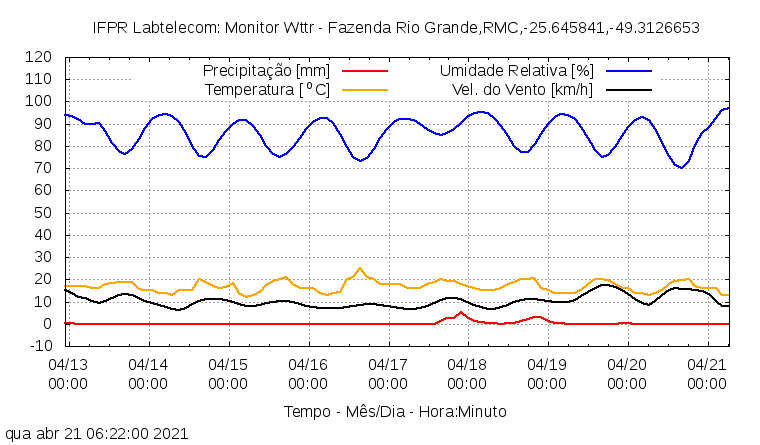 IFPR Labtelecom: Monitor Wttr - Fazenda Rio Grande,RMC,-25.645841,-49.3126653
120
110
100
90
80
70
60
50
40
30
20
10
0
-10
Precipitação [mm]
Temperatura [⁰C]
Umidade Relativa [%]
Vel. do Vento [km/h]
04/13 04/14 04/15 04/16 04/17 04/18 04/19 04/20 04/21
00:00 00:00 00:00 00:00 00:00 00:00 00:00 00:00 00:00
Tempo - Mês/Dia - Hora:Minuto
qua abr 21 06:22:00 2021